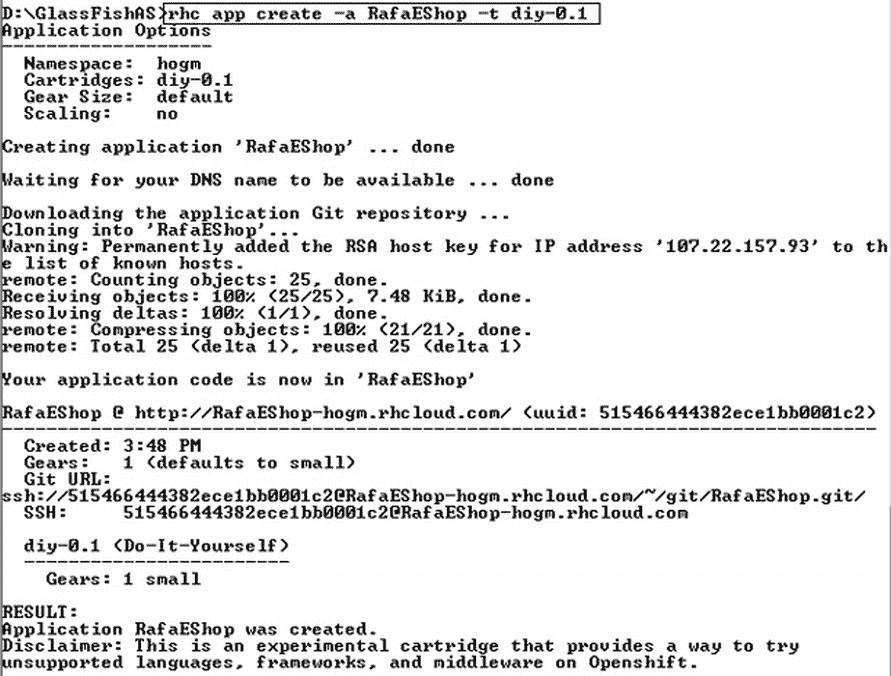 D:\GlassFishAS>rhc app create -a RafaEShop -t diy-0.1
Application Options
-------------------
  Namespace:  hogm
  Cartridges: diy-0.1
  Gear Size:  default
  Scaling:    no

Creating application 'RafaEShop' ... done

Waiting for your DNS name to be available ... done

Downloading the application Git repository ...
Cloning into 'RafaEShop'...
Warning: Permanently added the RSA host key for IP address '107.22.157.93' to th
e list of known hosts.
remote: Counting objects: 25, done.
Receiving objects: 100% (25/25), 7.48 KiB, done.
Resolving deltas: 100% (1/1), done.
remote: Compressing objects: 100% (21/21), done.
remote: Total 25 (delta 1), reused 25 (delta 1)

Your application code is now in 'RafaEShop'

RafaEShop @ http://RafaEShop-hogm.rhcloud.com/ (uuid: 515466444382ece1bb0001c2)
-------------------------------------------------------------------------------
  Created: 3:48 PM
  Gears:   1 (defaults to small)
  Git URL:
ssh://515466444382ece1bb0001c2@RafaEShop-hogm.rhcloud.com/~/git/RafaEShop.git/
  SSH:     515466444382ece1bb0001c2@RafaEShop-hogm.rhcloud.com

  diy-0.1 (Do-It-Yourself)
  ------------------------
    Gears: 1 small

RESULT:
Application RafaEShop was created.
Disclaimer: This is an experimental cartridge that provides a way to try
unsupported languages, frameworks, and middleware on Openshift.